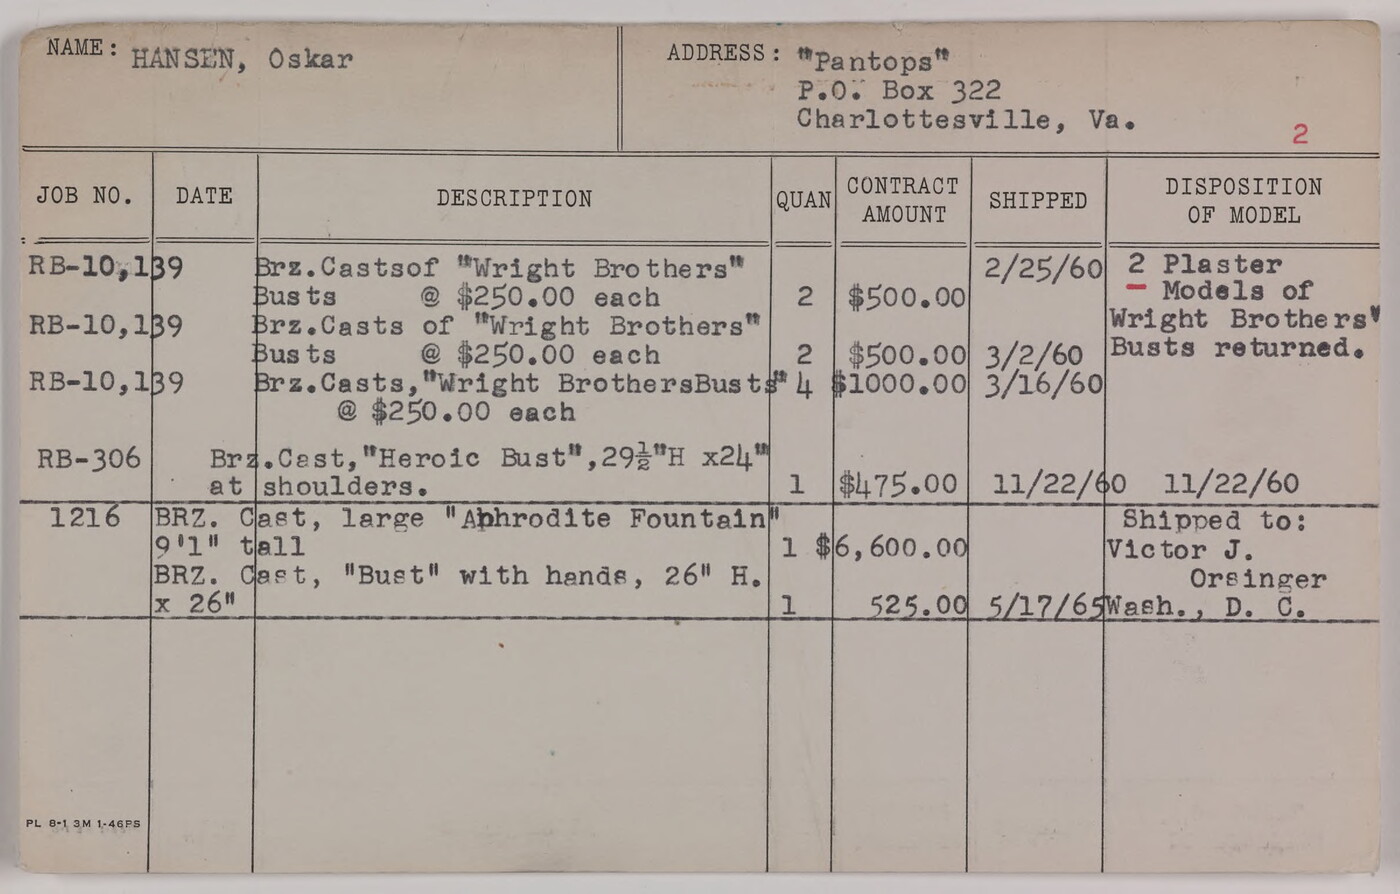 NAME: HANSEN, Oskar
ADDRESS: "Pantops"
P.O. Box 322
Charlottesville, Va.
2
JOB NO. DATE DESCRIPTION QUAN CONTRACT AMOUNT SHIPPED DISPOSITION OF MODEL
RB-10,139 Brz.Castsof "Wright Brothers" 2/25/60 2 Plaster
Busts @ $250.00 each 2 $500.00 Models of
RB-10,139 Brz.Casts of "Wright Brothers" Wright Brothers"
Busts @ $250.00 each 2 $500.00 3/2/60 Busts returned.
RB-10,139 Brz.Casts,"Wright BrothersBusts" 4 $1000.00 3/16/60
@ $250.00 each
RB-306 Brz.Cast,"Heroic Bust",29½"H x24"
at shoulders. 1 $475.00 11/22/60 11/22/60
1216 BRZ. Cast, large "Aphrodite Fountain" Shipped to:
9'1" tall 1 $6,600.00 Victor J.
BRZ. Cast, "Bust" with hands, 26" H. Orsinger
x 26" 1 525.00 5/17/65 Wash., D. C.
PL 8-1 3M 1-46PS